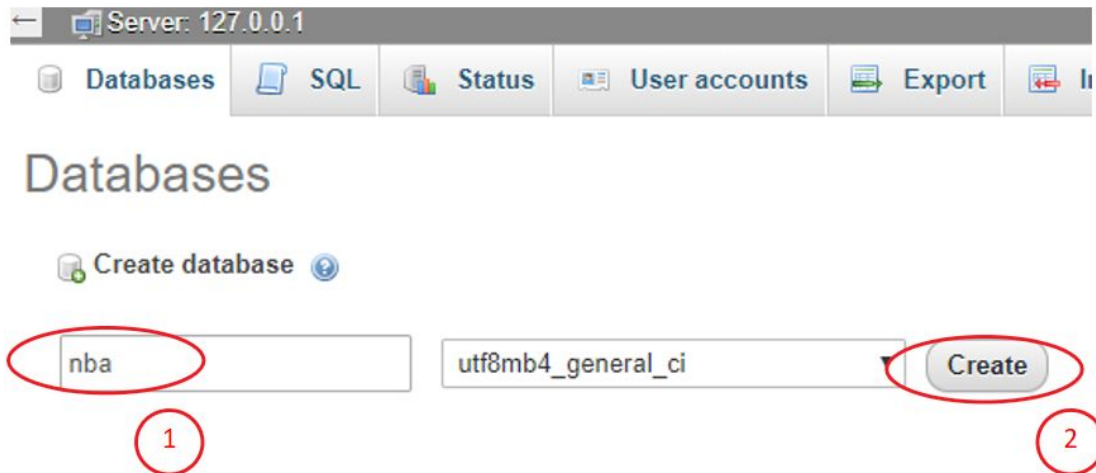 ← Server: 127.0.0.1
Databases SQL Status User accounts Export
Databases
Create database
nba utf8mb4_general_ci Create
1 2